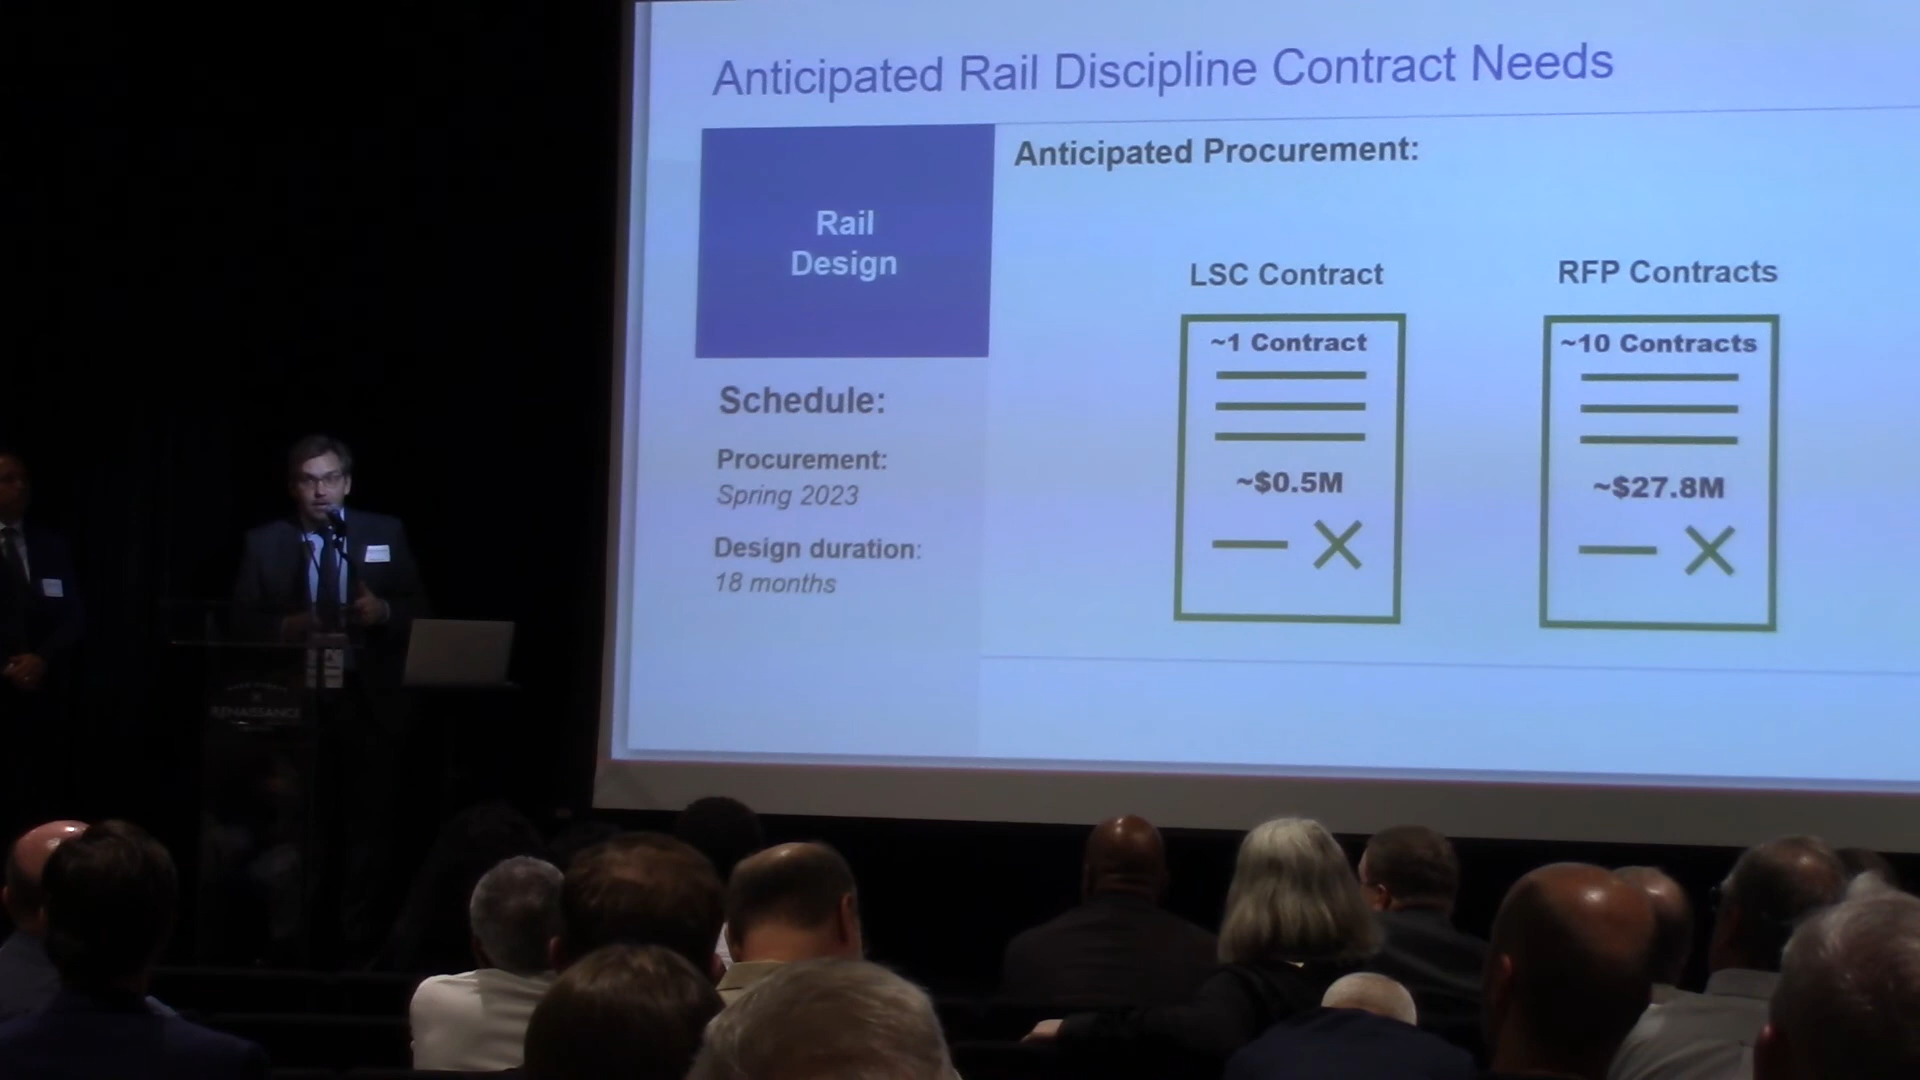 Anticipated Rail Discipline Contract Needs
Rail
Design
Anticipated Procurement:
LSC Contract
~1 Contract
~$0.5M
RFP Contracts
~10 Contracts
~$27.8M
Schedule:
Procurement:
Spring 2023
Design duration:
18 months
RENAISSANCE